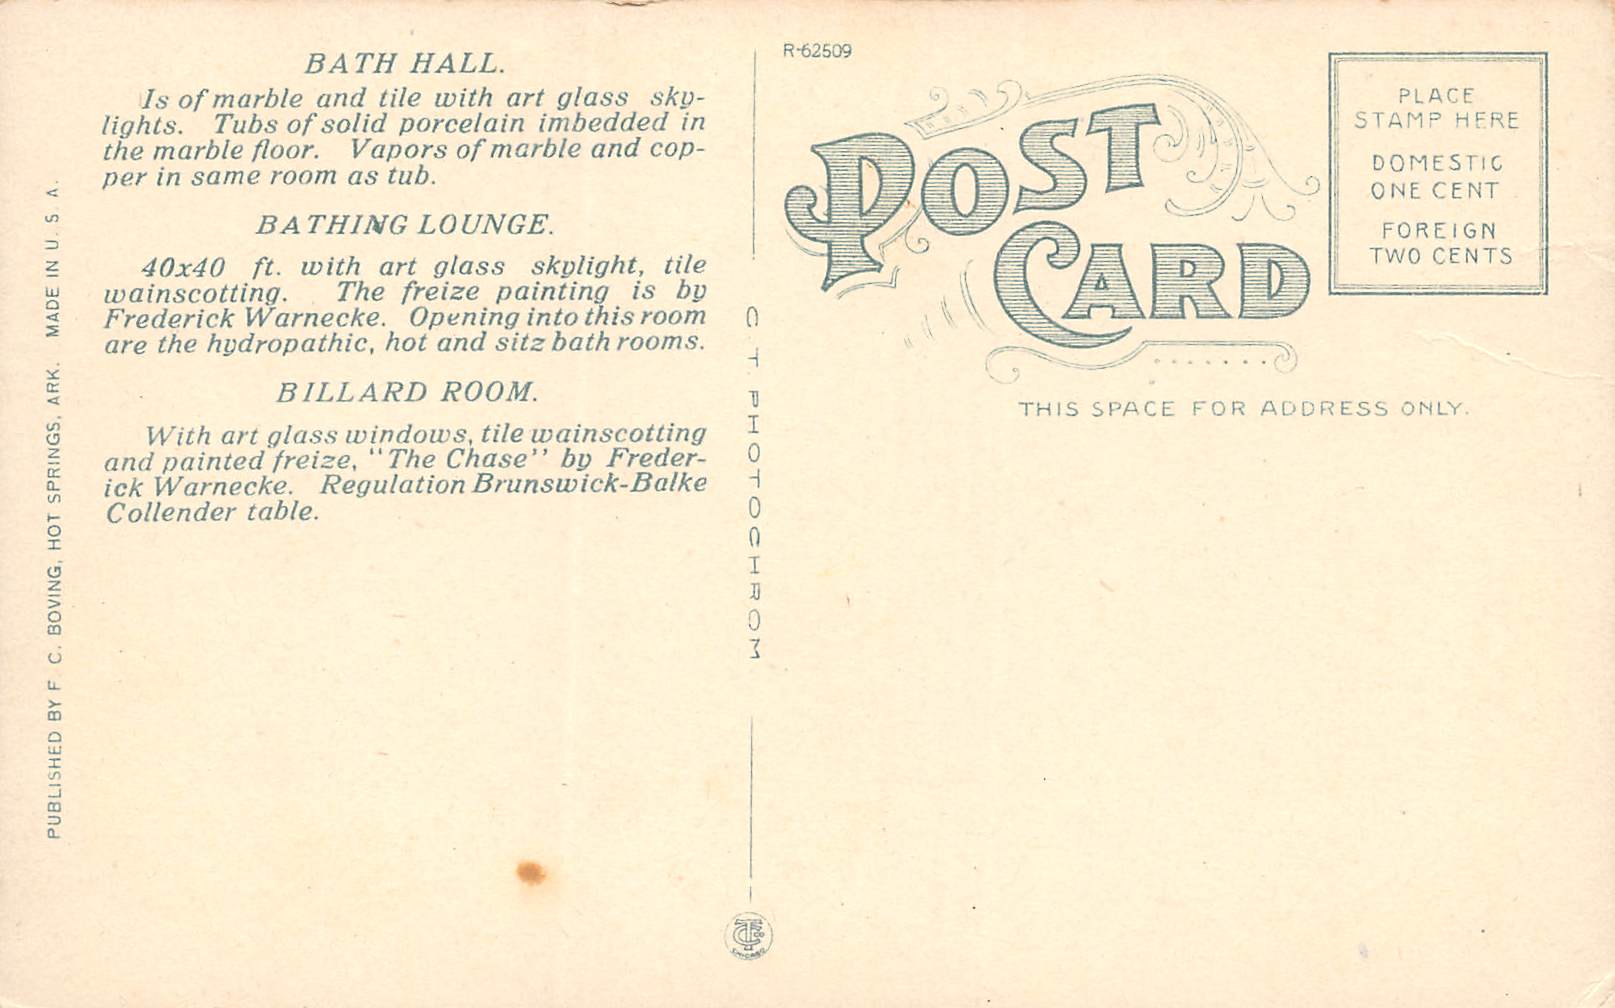 BATH HALL.
Is of marble and tile with art glass sky-
lights. Tubs of solid porcelain imbedded in
the marble floor. Vapors of marble and cop-
per in same room as tub.
BATHING LOUNGE.
40x40 ft. with art glass skylight, tile
wainscotting. The freize painting is by
Frederick Warnecke. Opening into this room
are the hydropathic, hot and sitz bath rooms.
BILLARD ROOM.
With art glass windows, tile wainscotting
and painted freize, "The Chase" by Freder-
ick Warnecke. Regulation Brunswick-Balke
Collender table.
PUBLISHED BY F. C. BOVING, HOT SPRINGS, ARK. MADE IN U. S. A.
C. T. PHOTOCHROM
CHICAGO
R-62509
POST
CARD
PLACE
STAMP HERE
DOMESTIC
ONE CENT
FOREIGN
TWO CENTS
THIS SPACE FOR ADDRESS ONLY.